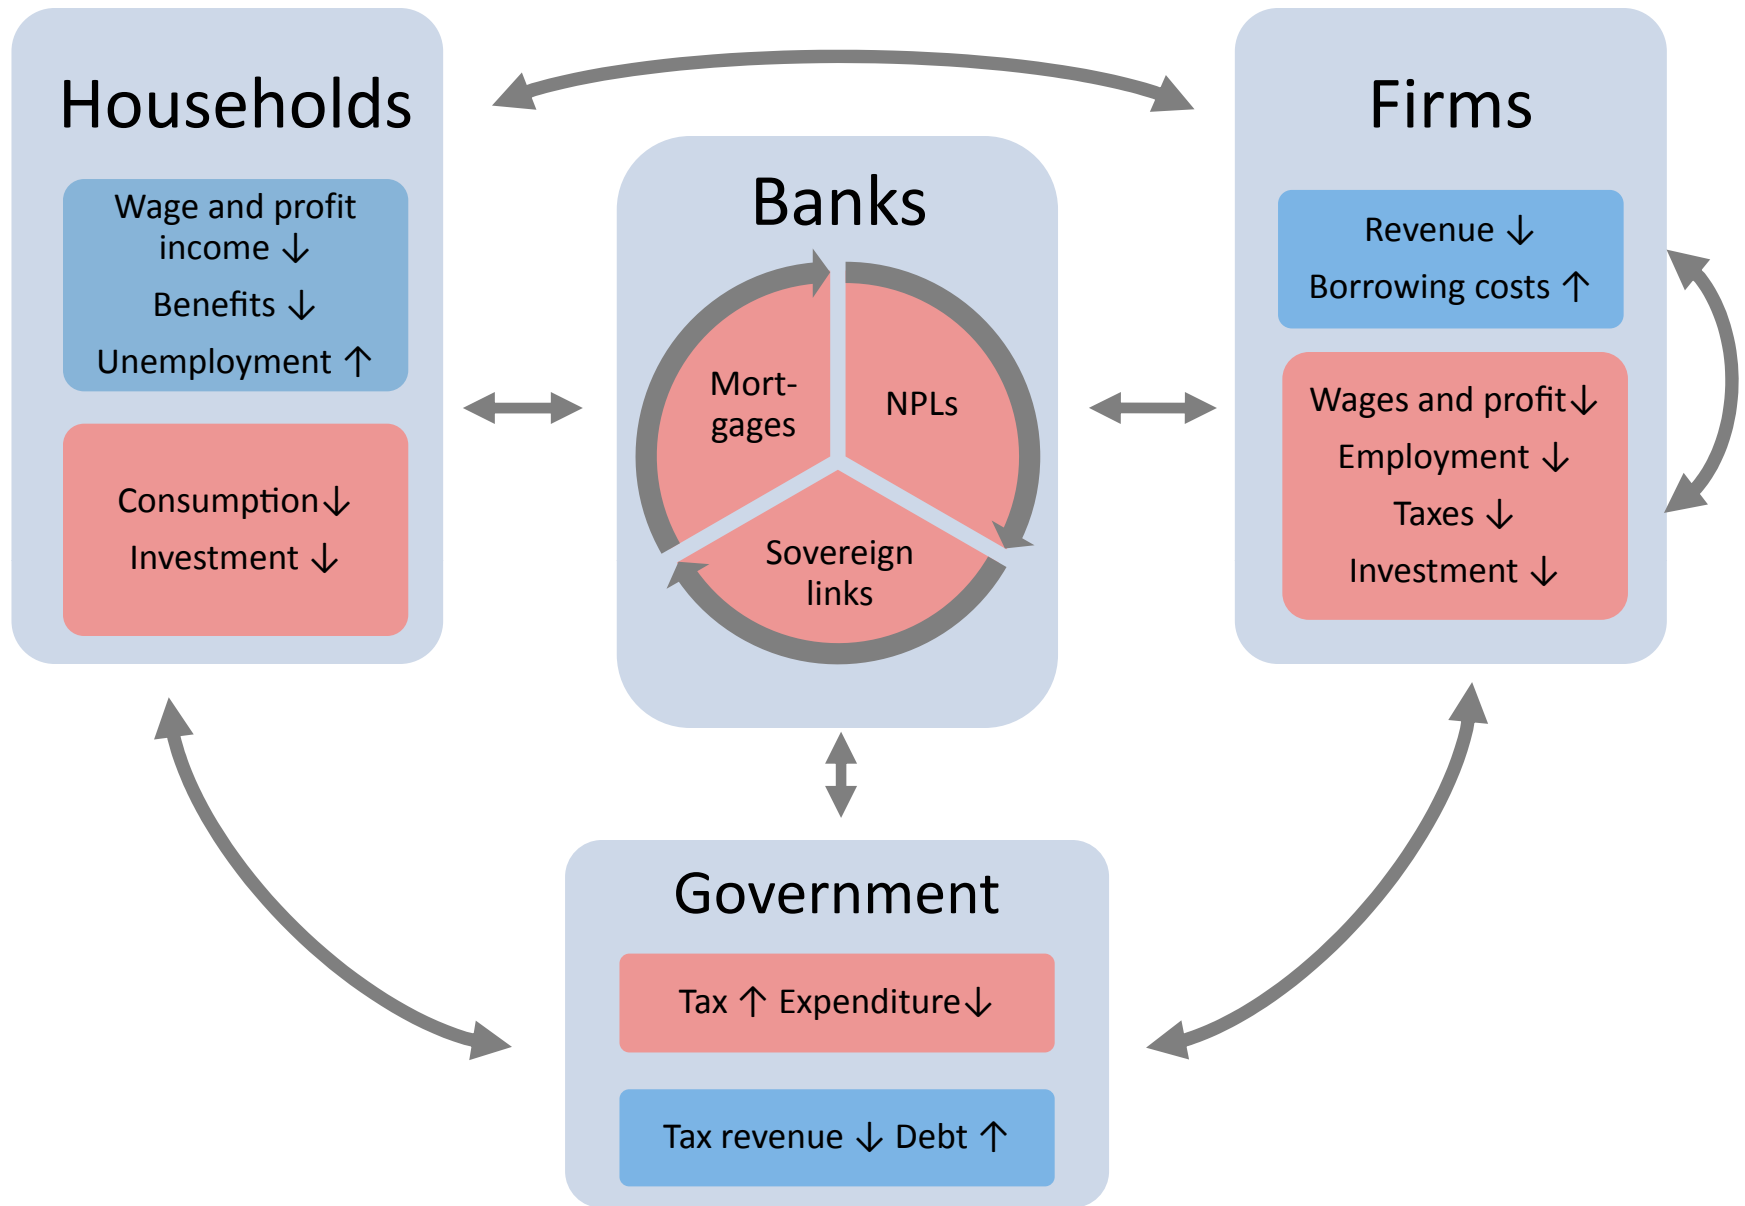 Households
Wage and profit
income ↓
Benefits ↓
Unemployment ↑
Consumption↓
Investment ↓
Banks
Mort-
gages
NPLs
Sovereign
links
Firms
Revenue ↓
Borrowing costs ↑
Wages and profit↓
Employment ↓
Taxes ↓
Investment ↓
Government
Tax ↑ Expenditure↓
Tax revenue ↓ Debt ↑